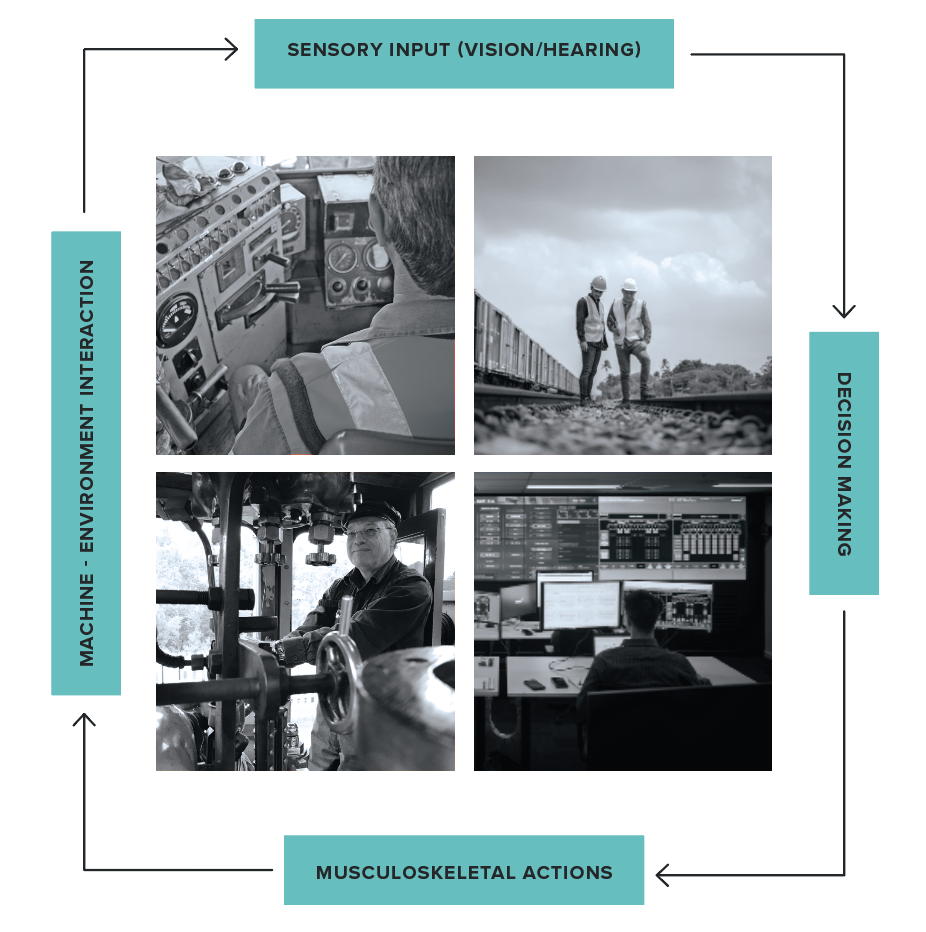 SENSORY INPUT (VISION/HEARING)
DECISION MAKING
MUSCULOSKELETAL ACTIONS
MACHINE - ENVIRONMENT INTERACTION